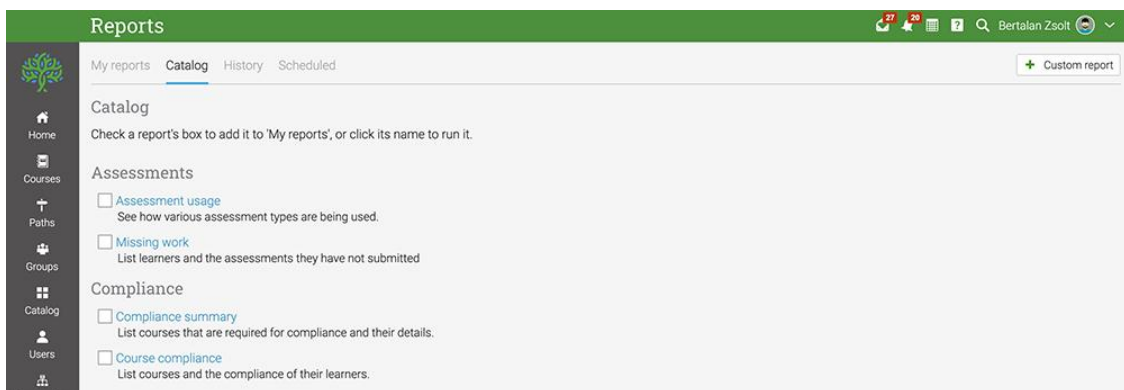 Reports
27
20
Bertalan Zsolt
My reports Catalog History Scheduled
+ Custom report
Home
Courses
Paths
Groups
Catalog
Users
Catalog
Check a report's box to add it to 'My reports', or click its name to run it.
Assessments
Assessment usage
See how various assessment types are being used.
Missing work
List learners and the assessments they have not submitted
Compliance
Compliance summary
List courses that are required for compliance and their details.
Course compliance
List courses and the compliance of their learners.